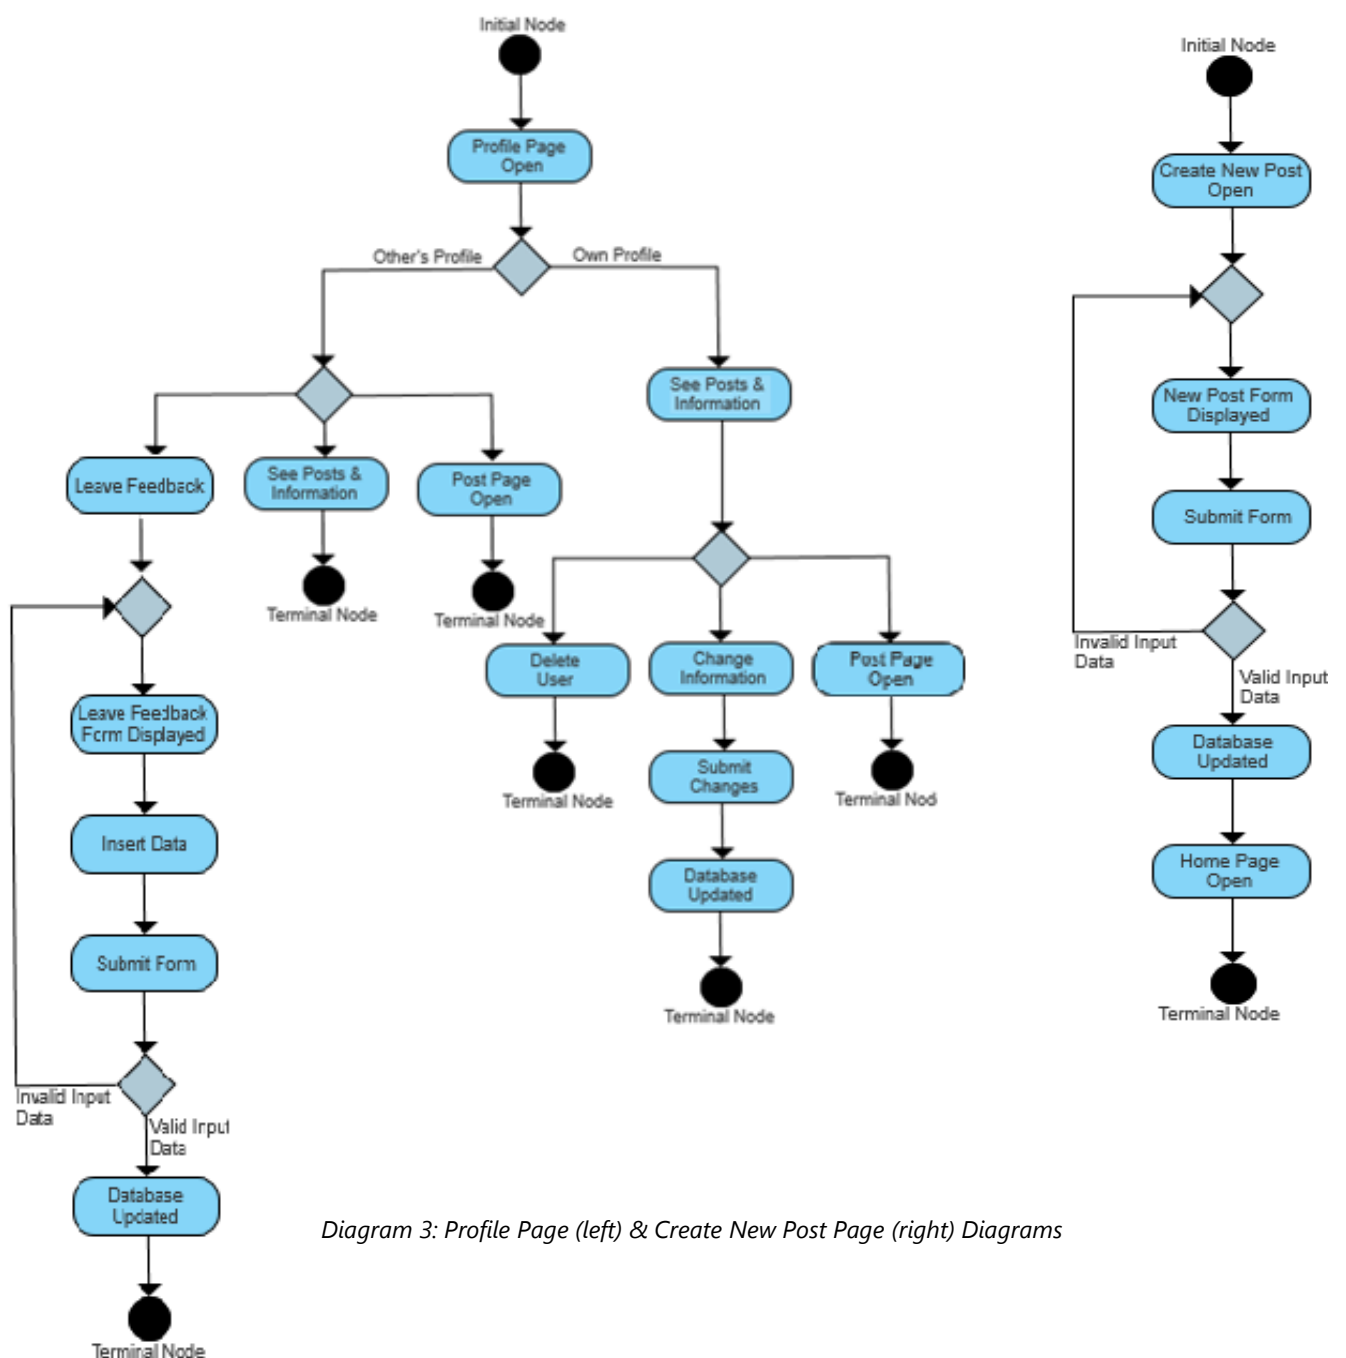 Initial Node
Profile Page
Open
Other's Profile
Own Profile
Leave Feedback
See Posts &
Information
Terminal Node
Post Page
Open
Terminal Node
Leave Feedback
Form Displayed
Insert Data
Submit Form
Invalid Input
Data
Valid Input
Data
Database
Updated
Terminal Node
See Posts &
Information
Delete
User
Terminal Node
Change
Information
Submit
Changes
Database
Updated
Terminal Node
Post Page
Open
Terminal Nod
Initial Node
Create New Post
Open
New Post Form
Displayed
Submit Form
Invalid Input
Data
Valid Input
Data
Database
Updated
Home Page
Open
Terminal Node
Diagram 3: Profile Page (left) & Create New Post Page (right) Diagrams